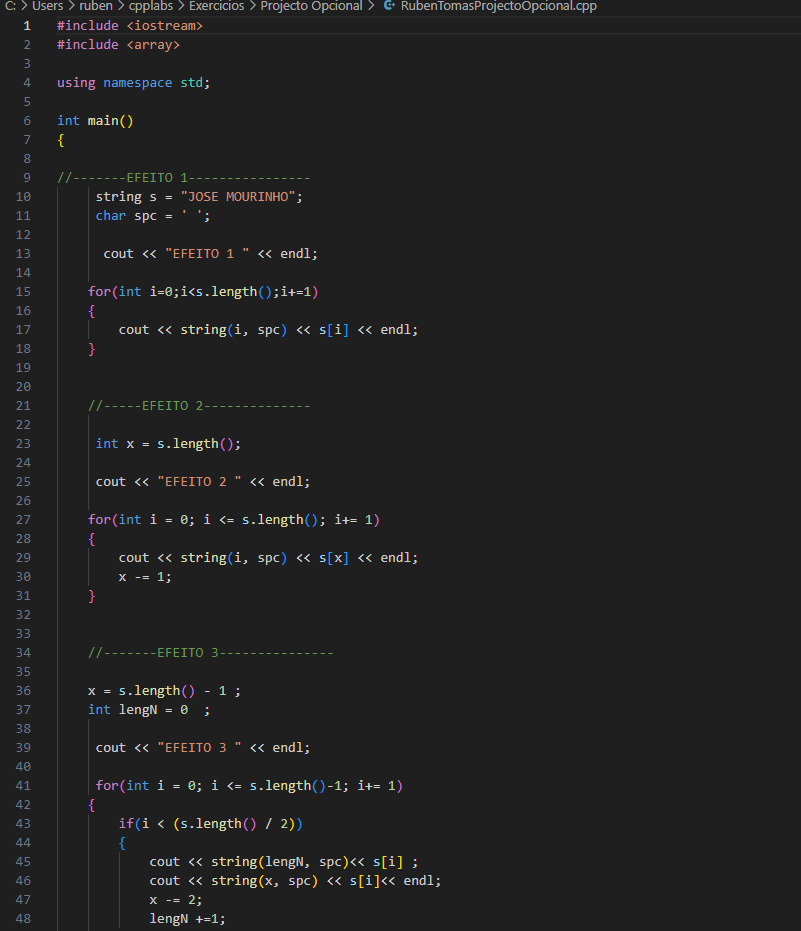 C: > Users > ruben > cpplabs > Exercicios > Projecto Opcional > RubenTomasProjectoOpcional.cpp
1 #include <iostream>
2 #include <array>
3
4 using namespace std;
5
6 int main()
7 {
8
9 //-------EFEITO 1----------------
10 string s = "JOSE MOURINHO";
11 char spc = ' ';
12
13 cout << "EFEITO 1 " << endl;
14
15 for(int i=0;i<s.length();i+=1)
16 {
17 cout << string(i, spc) << s[i] << endl;
18 }
19
20
21 //-----EFEITO 2--------------
22
23 int x = s.length();
24
25 cout << "EFEITO 2 " << endl;
26
27 for(int i = 0; i <= s.length(); i+= 1)
28 {
29 cout << string(i, spc) << s[x] << endl;
30 x -= 1;
31 }
32
33
34 //-------EFEITO 3---------------
35
36 x = s.length() - 1 ;
37 int lengN = 0  ;
38
39 cout << "EFEITO 3 " << endl;
40
41 for(int i = 0; i <= s.length()-1; i+= 1)
42 {
43 if(i < (s.length() / 2))
44 {
45 cout << string(lengN, spc)<< s[i] ;
46 cout << string(x, spc) << s[i]<< endl;
47 x -= 2;
48 lengN +=1;